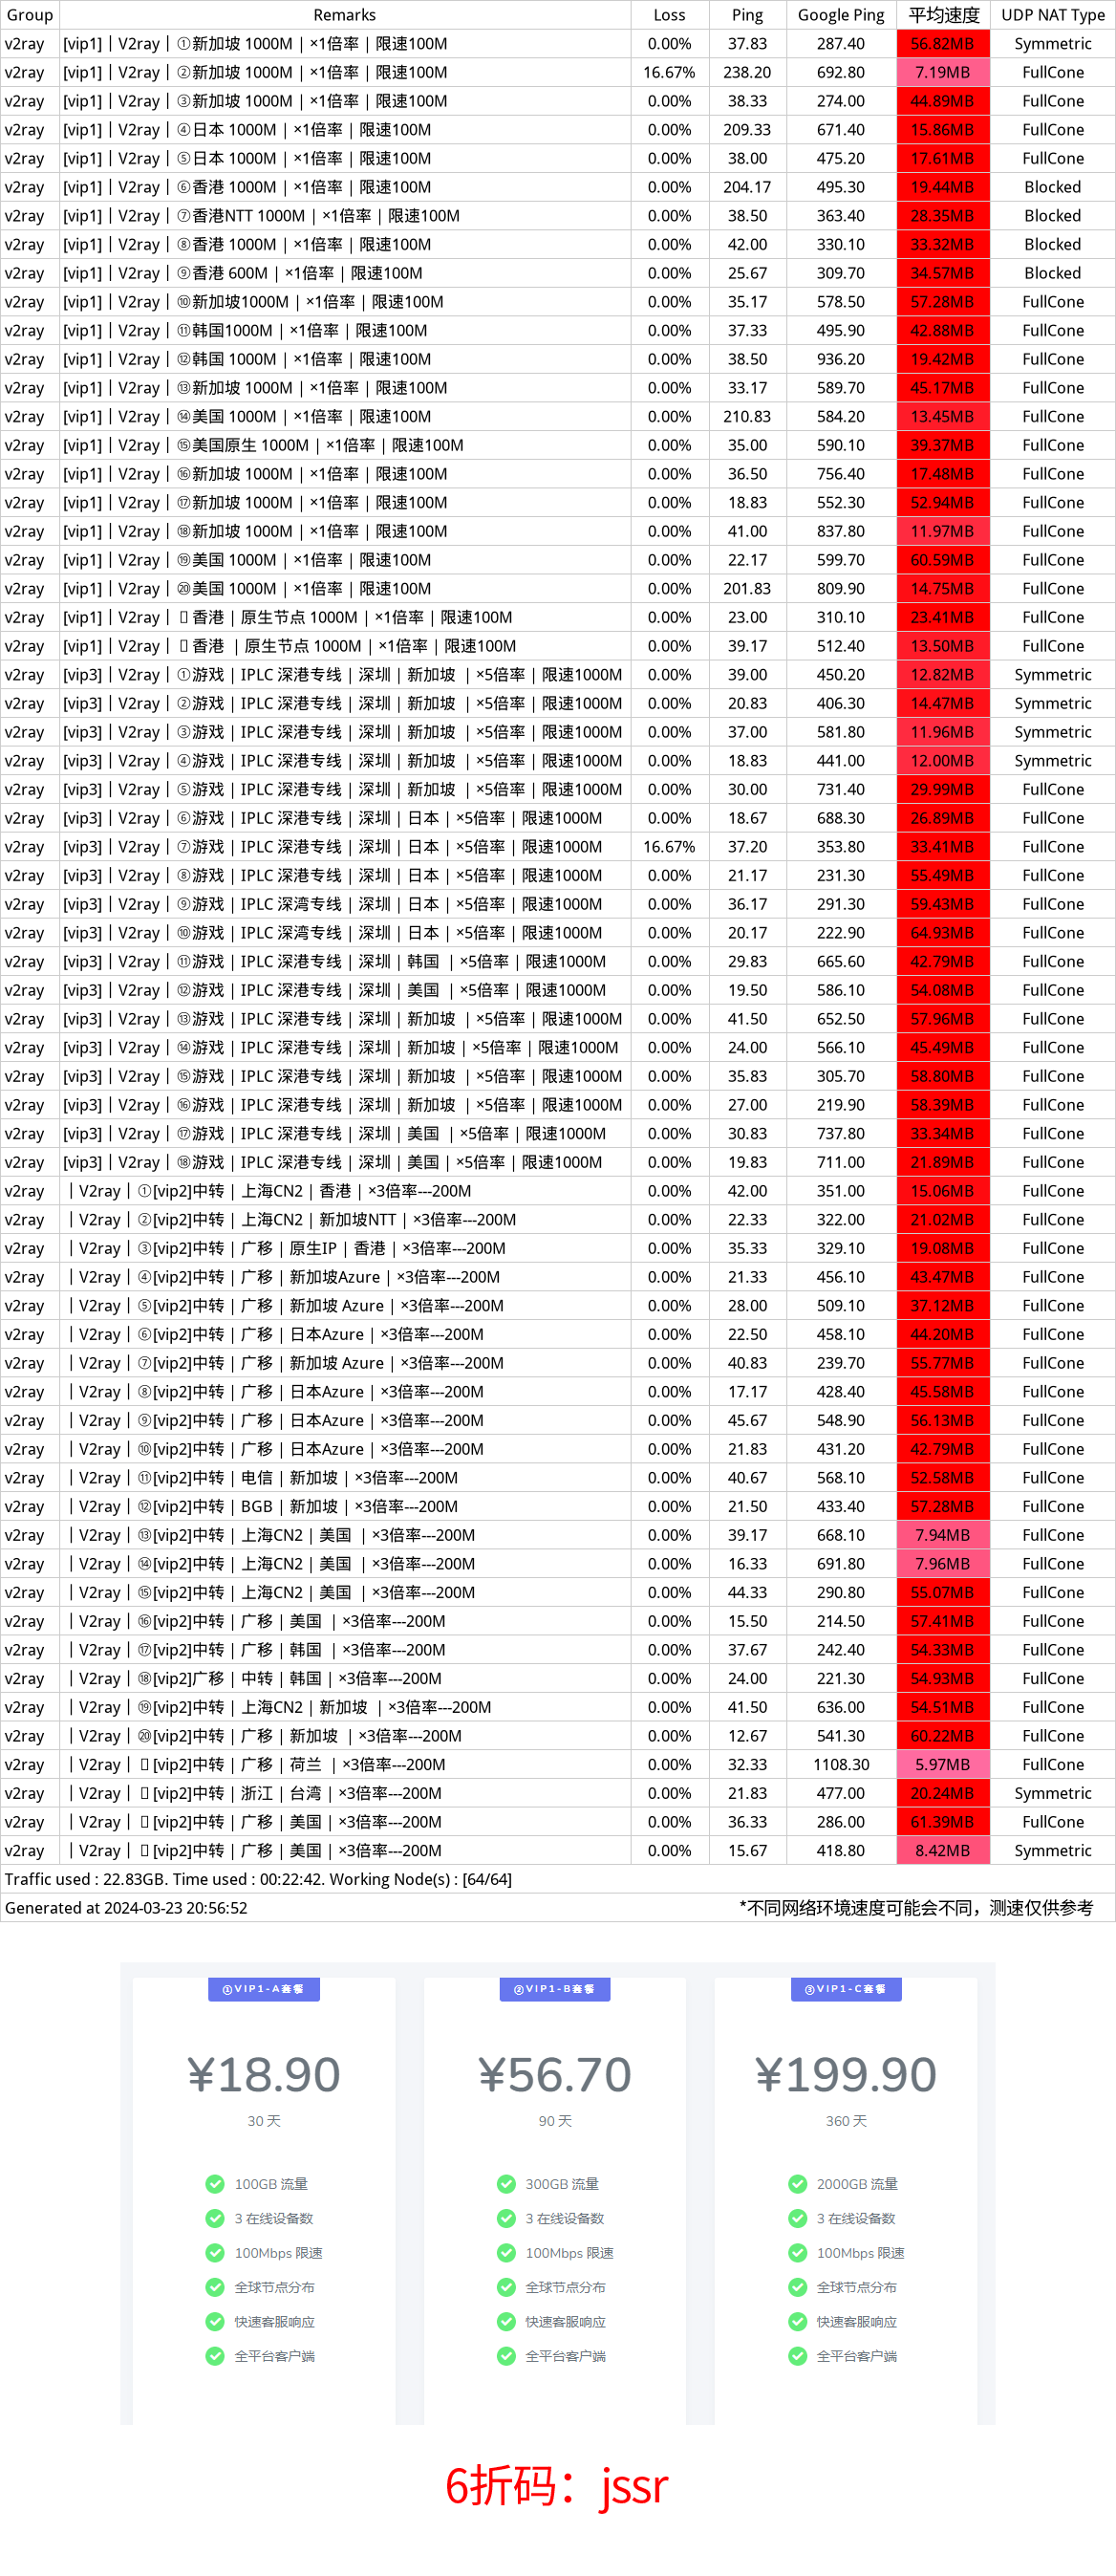 Group Remarks Loss Ping Google Ping 平均速度 UDP NAT Type
v2ray [vip1]｜V2ray｜①新加坡 1000M | ×1倍率 | 限速100M 0.00% 37.83 287.40 56.82MB Symmetric
v2ray [vip1]｜V2ray｜②新加坡 1000M | ×1倍率 | 限速100M 16.67% 238.20 692.80 7.19MB FullCone
v2ray [vip1]｜V2ray｜③新加坡 1000M | ×1倍率 | 限速100M 0.00% 38.33 274.00 44.89MB FullCone
v2ray [vip1]｜V2ray｜④日本 1000M | ×1倍率 | 限速100M 0.00% 209.33 671.40 15.86MB FullCone
v2ray [vip1]｜V2ray｜⑤日本 1000M | ×1倍率 | 限速100M 0.00% 38.00 475.20 17.61MB FullCone
v2ray [vip1]｜V2ray｜⑥香港 1000M | ×1倍率 | 限速100M 0.00% 204.17 495.30 19.44MB Blocked
v2ray [vip1]｜V2ray｜⑦香港NTT 1000M | ×1倍率 | 限速100M 0.00% 38.50 363.40 28.35MB Blocked
v2ray [vip1]｜V2ray｜⑧香港 1000M | ×1倍率 | 限速100M 0.00% 42.00 330.10 33.32MB Blocked
v2ray [vip1]｜V2ray｜⑨香港 600M | ×1倍率 | 限速100M 0.00% 25.67 309.70 34.57MB Blocked
v2ray [vip1]｜V2ray｜⑩新加坡1000M | ×1倍率 | 限速100M 0.00% 35.17 578.50 57.28MB FullCone
v2ray [vip1]｜V2ray｜⑪韩国1000M | ×1倍率 | 限速100M 0.00% 37.33 495.90 42.88MB FullCone
v2ray [vip1]｜V2ray｜⑫韩国 1000M | ×1倍率 | 限速100M 0.00% 38.50 936.20 19.42MB FullCone
v2ray [vip1]｜V2ray｜⑬新加坡 1000M | ×1倍率 | 限速100M 0.00% 33.17 589.70 45.17MB FullCone
v2ray [vip1]｜V2ray｜⑭美国 1000M | ×1倍率 | 限速100M 0.00% 210.83 584.20 13.45MB FullCone
v2ray [vip1]｜V2ray｜⑮美国原生 1000M | ×1倍率 | 限速100M 0.00% 35.00 590.10 39.37MB FullCone
v2ray [vip1]｜V2ray｜⑯新加坡 1000M | ×1倍率 | 限速100M 0.00% 36.50 756.40 17.48MB FullCone
v2ray [vip1]｜V2ray｜⑰新加坡 1000M | ×1倍率 | 限速100M 0.00% 18.83 552.30 52.94MB FullCone
v2ray [vip1]｜V2ray｜⑱新加坡 1000M | ×1倍率 | 限速100M 0.00% 41.00 837.80 11.97MB FullCone
v2ray [vip1]｜V2ray｜⑲美国 1000M | ×1倍率 | 限速100M 0.00% 22.17 599.70 60.59MB FullCone
v2ray [vip1]｜V2ray｜⑳美国 1000M | ×1倍率 | 限速100M 0.00% 201.83 809.90 14.75MB FullCone
v2ray [vip1]｜V2ray｜香港 | 原生节点 1000M | ×1倍率 | 限速100M 0.00% 23.00 310.10 23.41MB FullCone
v2ray [vip1]｜V2ray｜香港 | 原生节点 1000M | ×1倍率 | 限速100M 0.00% 39.17 512.40 13.50MB FullCone
v2ray [vip3]｜V2ray｜①游戏 | IPLC 深港专线 | 深圳 | 新加坡 | ×5倍率 | 限速1000M 0.00% 39.00 450.20 12.82MB Symmetric
v2ray [vip3]｜V2ray｜②游戏 | IPLC 深港专线 | 深圳 | 新加坡 | ×5倍率 | 限速1000M 0.00% 20.83 406.30 14.47MB Symmetric
v2ray [vip3]｜V2ray｜③游戏 | IPLC 深港专线 | 深圳 | 新加坡 | ×5倍率 | 限速1000M 0.00% 37.00 581.80 11.96MB Symmetric
v2ray [vip3]｜V2ray｜④游戏 | IPLC 深港专线 | 深圳 | 新加坡 | ×5倍率 | 限速1000M 0.00% 18.83 441.00 12.00MB Symmetric
v2ray [vip3]｜V2ray｜⑤游戏 | IPLC 深港专线 | 深圳 | 新加坡 | ×5倍率 | 限速1000M 0.00% 30.00 731.40 29.99MB FullCone
v2ray [vip3]｜V2ray｜⑥游戏 | IPLC 深港专线 | 深圳 | 日本 | ×5倍率 | 限速1000M 0.00% 18.67 688.30 26.89MB FullCone
v2ray [vip3]｜V2ray｜⑦游戏 | IPLC 深港专线 | 深圳 | 日本 | ×5倍率 | 限速1000M 16.67% 37.20 353.80 33.41MB FullCone
v2ray [vip3]｜V2ray｜⑧游戏 | IPLC 深港专线 | 深圳 | 日本 | ×5倍率 | 限速1000M 0.00% 21.17 231.30 55.49MB FullCone
v2ray [vip3]｜V2ray｜⑨游戏 | IPLC 深湾专线 | 深圳 | 日本 | ×5倍率 | 限速1000M 0.00% 36.17 291.30 59.43MB FullCone
v2ray [vip3]｜V2ray｜⑩游戏 | IPLC 深湾专线 | 深圳 | 日本 | ×5倍率 | 限速1000M 0.00% 20.17 222.90 64.93MB FullCone
v2ray [vip3]｜V2ray｜⑪游戏 | IPLC 深港专线 | 深圳 | 韩国 | ×5倍率 | 限速1000M 0.00% 29.83 665.60 42.79MB FullCone
v2ray [vip3]｜V2ray｜⑫游戏 | IPLC 深港专线 | 深圳 | 美国 | ×5倍率 | 限速1000M 0.00% 19.50 586.10 54.08MB FullCone
v2ray [vip3]｜V2ray｜⑬游戏 | IPLC 深港专线 | 深圳 | 新加坡 | ×5倍率 | 限速1000M 0.00% 41.50 652.50 57.96MB FullCone
v2ray [vip3]｜V2ray｜⑭游戏 | IPLC 深港专线 | 深圳 | 新加坡 | ×5倍率 | 限速1000M 0.00% 24.00 566.10 45.49MB FullCone
v2ray [vip3]｜V2ray｜⑮游戏 | IPLC 深港专线 | 深圳 | 新加坡 | ×5倍率 | 限速1000M 0.00% 35.83 305.70 58.80MB FullCone
v2ray [vip3]｜V2ray｜⑯游戏 | IPLC 深港专线 | 深圳 | 新加坡 | ×5倍率 | 限速1000M 0.00% 27.00 219.90 58.39MB FullCone
v2ray [vip3]｜V2ray｜⑰游戏 | IPLC 深港专线 | 深圳 | 美国 | ×5倍率 | 限速1000M 0.00% 30.83 737.80 33.34MB FullCone
v2ray [vip3]｜V2ray｜⑱游戏 | IPLC 深港专线 | 深圳 | 美国 | ×5倍率 | 限速1000M 0.00% 19.83 711.00 21.89MB FullCone
v2ray ｜V2ray｜①[vip2]中转 | 上海CN2 | 香港 | ×3倍率---200M 0.00% 42.00 351.00 15.06MB FullCone
v2ray ｜V2ray｜②[vip2]中转 | 上海CN2 | 新加坡NTT | ×3倍率---200M 0.00% 22.33 322.00 21.02MB FullCone
v2ray ｜V2ray｜③[vip2]中转 | 广移 | 原生IP | 香港 | ×3倍率---200M 0.00% 35.33 329.10 19.08MB FullCone
v2ray ｜V2ray｜④[vip2]中转 | 广移 | 新加坡Azure | ×3倍率---200M 0.00% 21.33 456.10 43.47MB FullCone
v2ray ｜V2ray｜⑤[vip2]中转 | 广移 | 新加坡 Azure | ×3倍率---200M 0.00% 28.00 509.10 37.12MB FullCone
v2ray ｜V2ray｜⑥[vip2]中转 | 广移 | 日本Azure | ×3倍率---200M 0.00% 22.50 458.10 44.20MB FullCone
v2ray ｜V2ray｜⑦[vip2]中转 | 广移 | 新加坡 Azure | ×3倍率---200M 0.00% 40.83 239.70 55.77MB FullCone
v2ray ｜V2ray｜⑧[vip2]中转 | 广移 | 日本Azure | ×3倍率---200M 0.00% 17.17 428.40 45.58MB FullCone
v2ray ｜V2ray｜⑨[vip2]中转 | 广移 | 日本Azure | ×3倍率---200M 0.00% 45.67 548.90 56.13MB FullCone
v2ray ｜V2ray｜⑩[vip2]中转 | 广移 | 日本Azure | ×3倍率---200M 0.00% 21.83 431.20 42.79MB FullCone
v2ray ｜V2ray｜⑪[vip2]中转 | 电信 | 新加坡 | ×3倍率---200M 0.00% 40.67 568.10 52.58MB FullCone
v2ray ｜V2ray｜⑫[vip2]中转 | BGB | 新加坡 | ×3倍率---200M 0.00% 21.50 433.40 57.28MB FullCone
v2ray ｜V2ray｜⑬[vip2]中转 | 上海CN2 | 美国 | ×3倍率---200M 0.00% 39.17 668.10 7.94MB FullCone
v2ray ｜V2ray｜⑭[vip2]中转 | 上海CN2 | 美国 | ×3倍率---200M 0.00% 16.33 691.80 7.96MB FullCone
v2ray ｜V2ray｜⑮[vip2]中转 | 上海CN2 | 美国 | ×3倍率---200M 0.00% 44.33 290.80 55.07MB FullCone
v2ray ｜V2ray｜⑯[vip2]中转 | 广移 | 美国 | ×3倍率---200M 0.00% 15.50 214.50 57.41MB FullCone
v2ray ｜V2ray｜⑰[vip2]中转 | 广移 | 韩国 | ×3倍率---200M 0.00% 37.67 242.40 54.33MB FullCone
v2ray ｜V2ray｜⑱[vip2]广移 | 中转 | 韩国 | ×3倍率---200M 0.00% 24.00 221.30 54.93MB FullCone
v2ray ｜V2ray｜⑲[vip2]中转 | 上海CN2 | 新加坡 | ×3倍率---200M 0.00% 41.50 636.00 54.51MB FullCone
v2ray ｜V2ray｜⑳[vip2]中转 | 广移 | 新加坡 | ×3倍率---200M 0.00% 12.67 541.30 60.22MB FullCone
v2ray ｜V2ray｜[vip2]中转 | 广移 | 荷兰 | ×3倍率---200M 0.00% 32.33 1108.30 5.97MB FullCone
v2ray ｜V2ray｜[vip2]中转 | 浙江 | 台湾 | ×3倍率---200M 0.00% 21.83 477.00 20.24MB Symmetric
v2ray ｜V2ray｜[vip2]中转 | 广移 | 美国 | ×3倍率---200M 0.00% 36.33 286.00 61.39MB FullCone
v2ray ｜V2ray｜[vip2]中转 | 广移 | 美国 | ×3倍率---200M 0.00% 15.67 418.80 8.42MB Symmetric
Traffic used : 22.83GB. Time used : 00:22:42. Working Node(s) : [64/64]
Generated at 2024-03-23 20:56:52 *不同网络环境速度可能会不同，测速仅供参考
①VIP1-A套餐 ②VIP1-B套餐 ③VIP1-C套餐
¥18.90 ¥56.70 ¥199.90
30 天 90 天 360 天
100GB 流量 300GB 流量 2000GB 流量
3 在线设备数 3 在线设备数 3 在线设备数
100Mbps 限速 100Mbps 限速 100Mbps 限速
全球节点分布 全球节点分布 全球节点分布
快速客服响应 快速客服响应 快速客服响应
全平台客户端 全平台客户端 全平台客户端
6折码：jssr